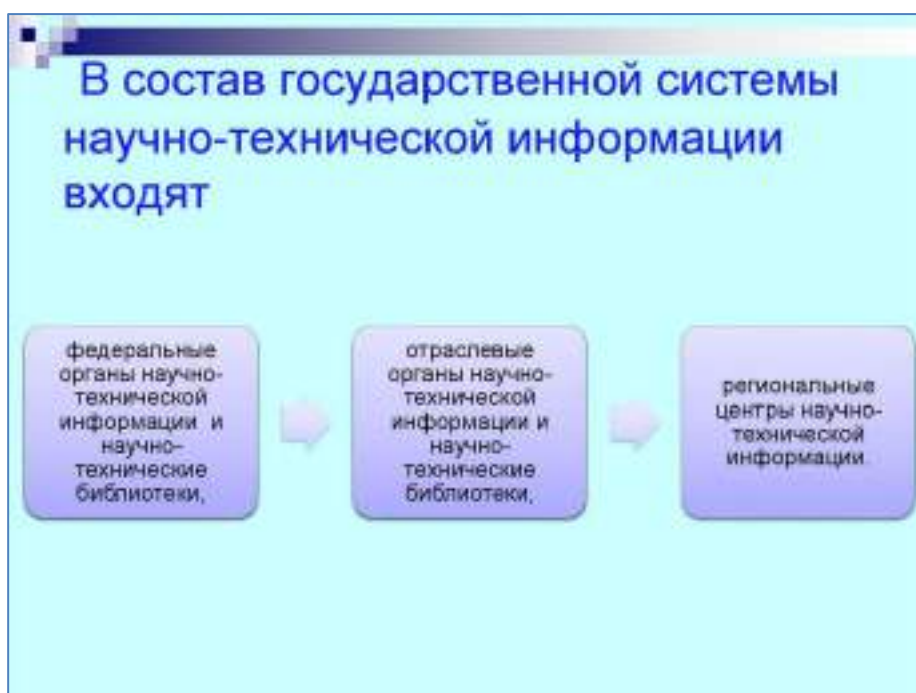 В состав государственной системы
научно-технической информации
входят
федеральные
органы научно-
технической
информации и
научно-
технические
библиотеки,
отраслевые
органы научно-
технической
информации и
научно-
технические
библиотеки,
региональные
центры научно-
технической
информации.